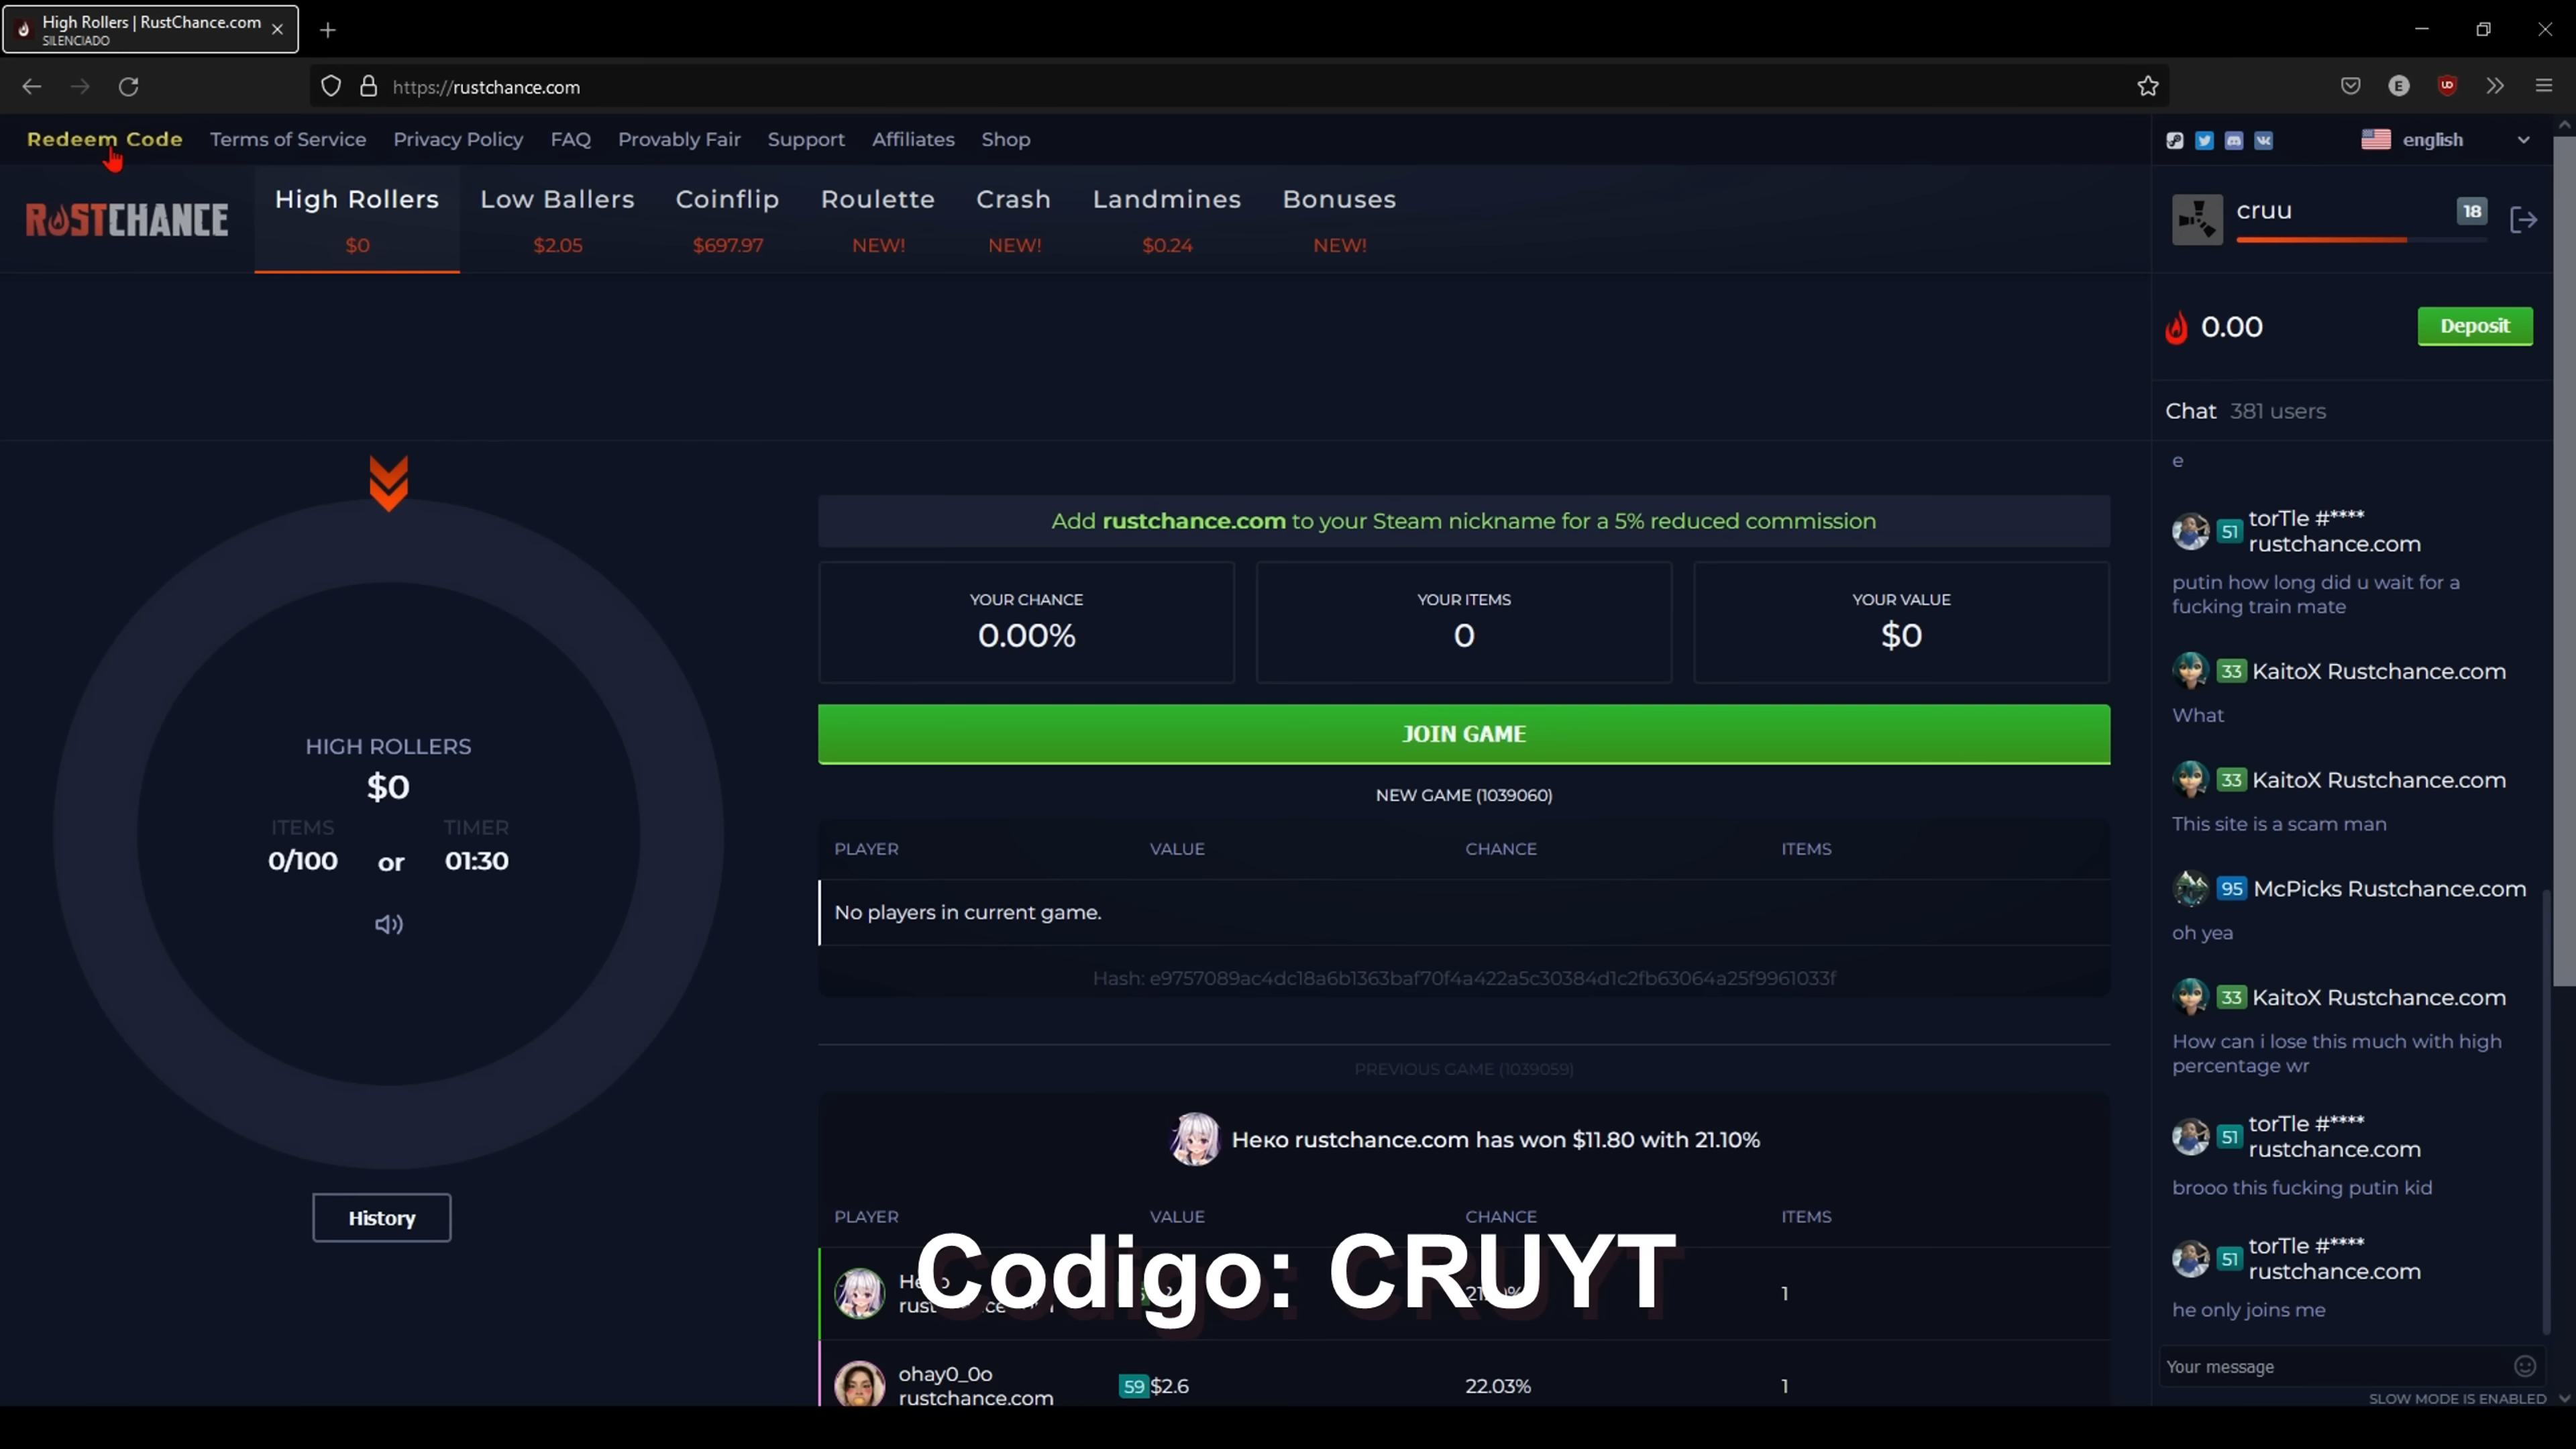 High Rollers | RustChance.com
SILENCIADO
https://rustchance.com
Redeem Code Terms of Service Privacy Policy FAQ Provably Fair Support Affiliates Shop
english
RUSTCHANCE
High Rollers Low Ballers Coinflip Roulette Crash Landmines Bonuses
$0 $2.05 $697.97 NEW! NEW! $0.24 NEW!
cruu 18
0.00 Deposit
Chat 381 users
e
51 torTle #****
rustchance.com
putin how long did u wait for a
fucking train mate
33 KaitoX Rustchance.com
What
33 KaitoX Rustchance.com
This site is a scam man
95 McPicks Rustchance.com
oh yea
33 KaitoX Rustchance.com
How can i lose this much with high
percentage wr
51 torTle #****
rustchance.com
brooo this fucking putin kid
51 torTle #****
rustchance.com
he only joins me
Your message
SLOW MODE IS ENABLED
HIGH ROLLERS
$0
ITEMS TIMER
0/100 or 01:30
History
Add rustchance.com to your Steam nickname for a 5% reduced commission
YOUR CHANCE YOUR ITEMS YOUR VALUE
0.00% 0 $0
JOIN GAME
NEW GAME (1039060)
PLAYER VALUE CHANCE ITEMS
No players in current game.
Hash: e9757089ac4dc18a6b1363baf70f4a422a5c30384d1c2fb63064a25f9961033f
PREVIOUS GAME (1039059)
Неко rustchance.com has won $11.80 with 21.10%
PLAYER VALUE CHANCE ITEMS
Codigo: CRUYT
1
ohay0_0o
rustchance.com
59 $2.6 22.03% 1